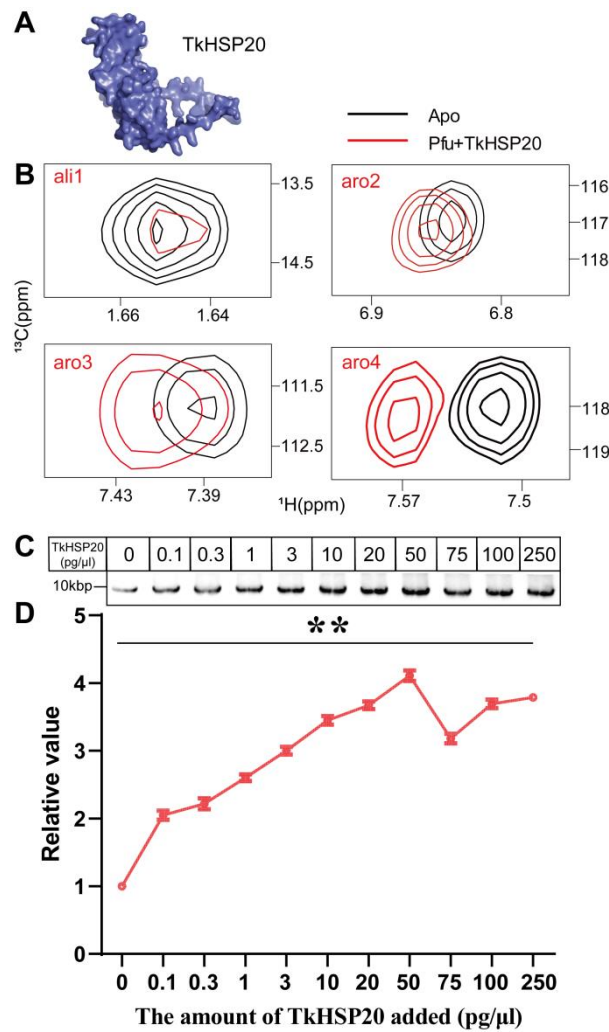 A
TkHSP20
Apo
Pfu+TkHSP20
B
ali1
13.5
14.5
1.66 1.64
aro2
116
117
118
6.9 6.8
¹³C(ppm)
aro3
111.5
112.5
7.43 7.39
aro4
118
119
7.57 7.5
¹H(ppm)
C
TkHSP20 (pg/µl) 0 0.1 0.3 1 3 10 20 50 75 100 250
10kbp
D
**
Relative value
5
4
3
2
1
0
0 0.1 0.3 1 3 10 20 50 75 100 250
The amount of TkHSP20 added (pg/µl)